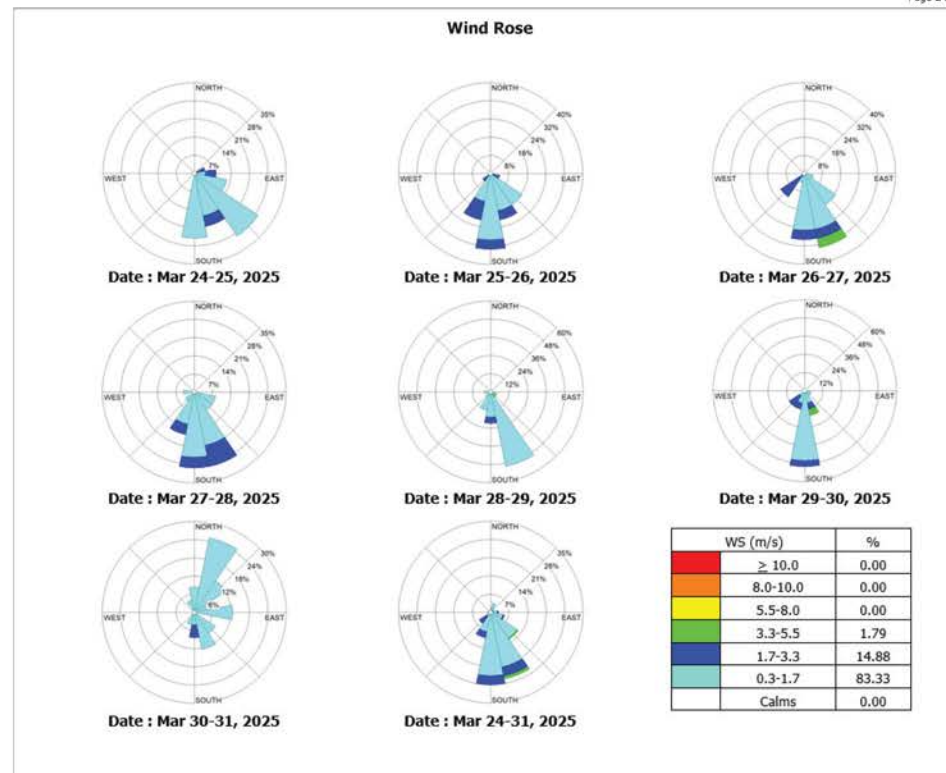 Wind Rose
NORTH
35%
28%
21%
14%
7%
WEST
EAST
SOUTH
Date : Mar 24-25, 2025
NORTH
40%
32%
24%
16%
8%
WEST
EAST
SOUTH
Date : Mar 25-26, 2025
NORTH
40%
32%
24%
16%
8%
WEST
EAST
SOUTH
Date : Mar 26-27, 2025
NORTH
35%
28%
21%
14%
7%
WEST
EAST
SOUTH
Date : Mar 27-28, 2025
NORTH
60%
48%
36%
24%
12%
WEST
EAST
SOUTH
Date : Mar 28-29, 2025
NORTH
60%
48%
36%
24%
12%
WEST
EAST
SOUTH
Date : Mar 29-30, 2025
NORTH
30%
24%
18%
12%
6%
WEST
EAST
SOUTH
Date : Mar 30-31, 2025
NORTH
35%
28%
21%
14%
7%
WEST
EAST
SOUTH
Date : Mar 24-31, 2025
WS (m/s) %
≥ 10.0 0.00
8.0-10.0 0.00
5.5-8.0 0.00
3.3-5.5 1.79
1.7-3.3 14.88
0.3-1.7 83.33
Calms 0.00